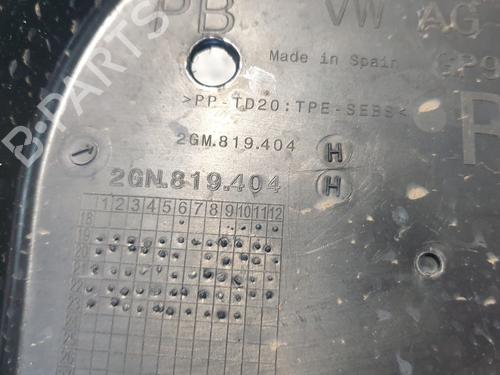 PB VW AG
Made in Spain
>PP-TD20:TPE-SEBS<
2GM.819.404 H
2GN.819.404 H
1 2 3 4 5 6 7 8 9 10 11 12
18
B-PARTS